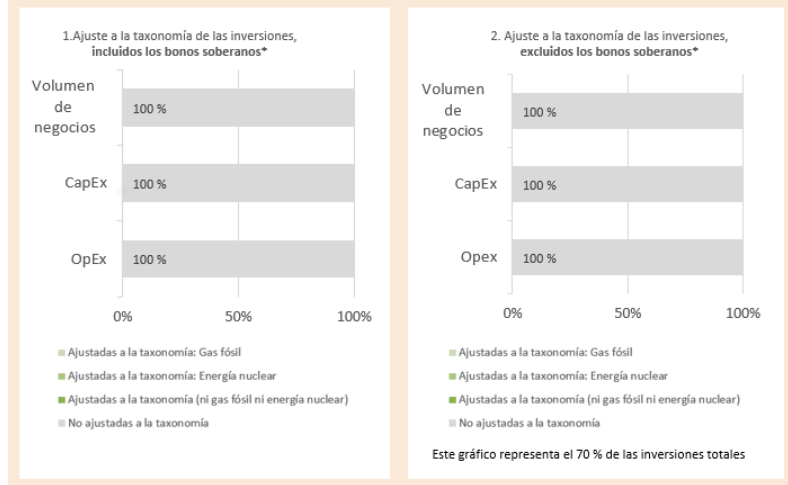 1.Ajuste a la taxonomía de las inversiones,
incluidos los bonos soberanos*
Volumen
de
negocios
100 %
CapEx
100 %
OpEx
100 %
0%
50%
100%
Ajustadas a la taxonomía: Gas fósil
Ajustadas a la taxonomía: Energía nuclear
Ajustadas a la taxonomía (ni gas fósil ni energía nuclear)
No ajustadas a la taxonomía
2. Ajuste a la taxonomía de las inversiones,
excluidos los bonos soberanos*
Volumen
de
negocios
100 %
CapEx
100 %
Opex
100 %
0%
50%
100%
Ajustadas a la taxonomía: Gas fósil
Ajustadas a la taxonomía: Energía nuclear
Ajustadas a la taxonomía (ni gas fósil ni energía nuclear)
No ajustadas a la taxonomía
Este gráfico representa el 70 % de las inversiones totales